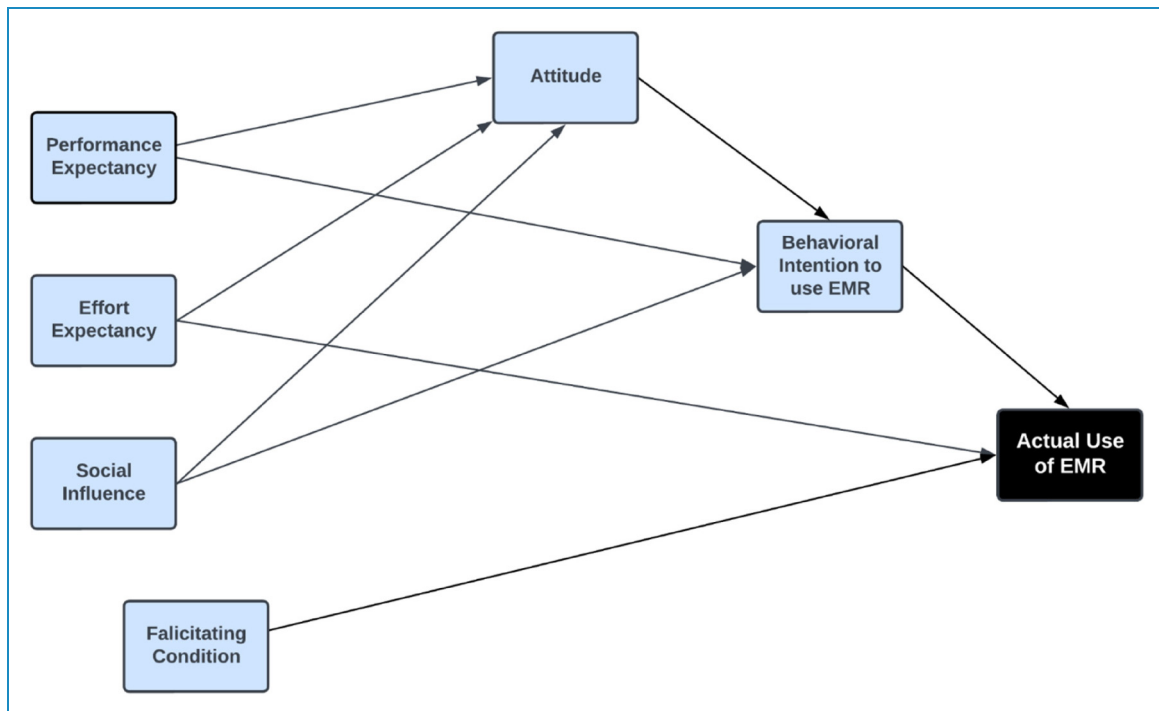 Attitude
Performance
Expectancy
Behavioral
Intention to
use EMR
Effort
Expectancy
Actual Use
of EMR
Social
Influence
Falicitating
Condition